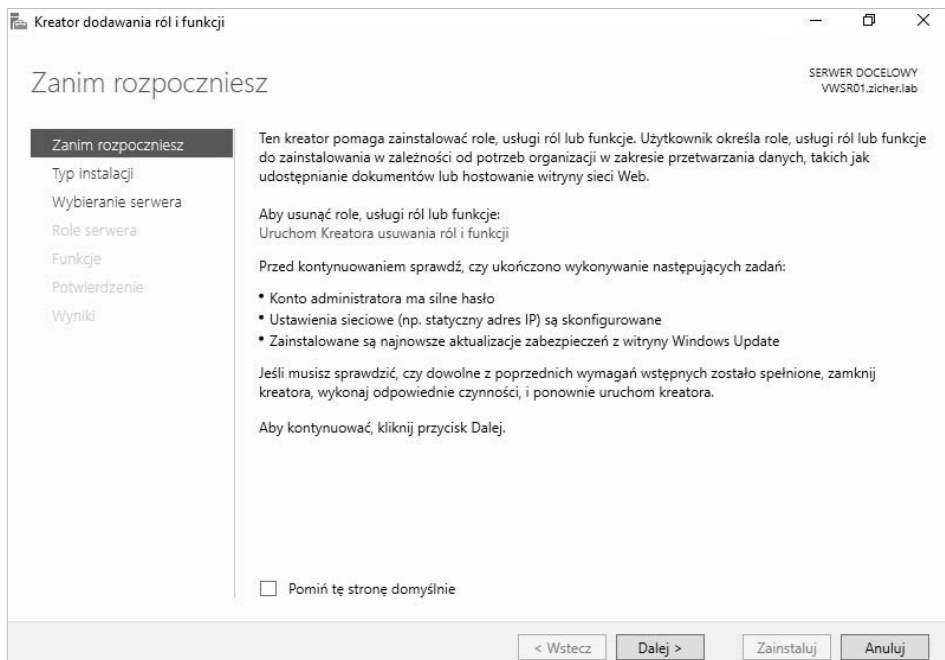 Kreator dodawania ról i funkcji
Zanim rozpoczniesz
SERWER DOCELOWY
VWSR01.zicher.lab
Zanim rozpoczniesz
Typ instalacji
Wybieranie serwera
Role serwera
Funkcje
Potwierdzenie
Wyniki
Ten kreator pomaga zainstalować role, usługi ról lub funkcje. Użytkownik określa role, usługi ról lub funkcje
do zainstalowania w zależności od potrzeb organizacji w zakresie przetwarzania danych, takich jak
udostępnianie dokumentów lub hostowanie witryny sieci Web.
Aby usunąć role, usługi ról lub funkcje:
Uruchom Kreatora usuwania ról i funkcji
Przed kontynuowaniem sprawdź, czy ukończono wykonywanie następujących zadań:
• Konto administratora ma silne hasło
• Ustawienia sieciowe (np. statyczny adres IP) są skonfigurowane
• Zainstalowane są najnowsze aktualizacje zabezpieczeń z witryny Windows Update
Jeśli musisz sprawdzić, czy dowolne z poprzednich wymagań wstępnych zostało spełnione, zamknij
kreatora, wykonaj odpowiednie czynności, i ponownie uruchom kreatora.
Aby kontynuować, kliknij przycisk Dalej.
Pomiń tę stronę domyślnie
< Wstecz
Dalej >
Zainstaluj
Anuluj